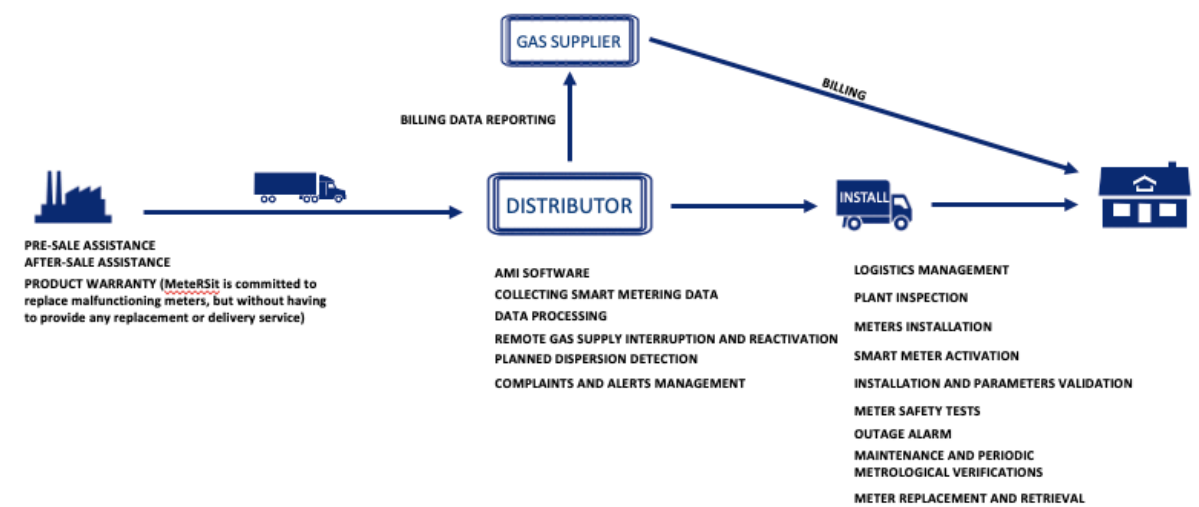 GAS SUPPLIER
BILLING
BILLING DATA REPORTING
DISTRIBUTOR
INSTALL
PRE-SALE ASSISTANCE
AFTER-SALE ASSISTANCE
PRODUCT WARRANTY (MeteRSit is committed to
replace malfunctioning meters, but without having
to provide any replacement or delivery service)
AMI SOFTWARE
COLLECTING SMART METERING DATA
DATA PROCESSING
REMOTE GAS SUPPLY INTERRUPTION AND REACTIVATION
PLANNED DISPERSION DETECTION
COMPLAINTS AND ALERTS MANAGEMENT
LOGISTICS MANAGEMENT
PLANT INSPECTION
METERS INSTALLATION
SMART METER ACTIVATION
INSTALLATION AND PARAMETERS VALIDATION
METER SAFETY TESTS
OUTAGE ALARM
MAINTENANCE AND PERIODIC
METROLOGICAL VERIFICATIONS
METER REPLACEMENT AND RETRIEVAL